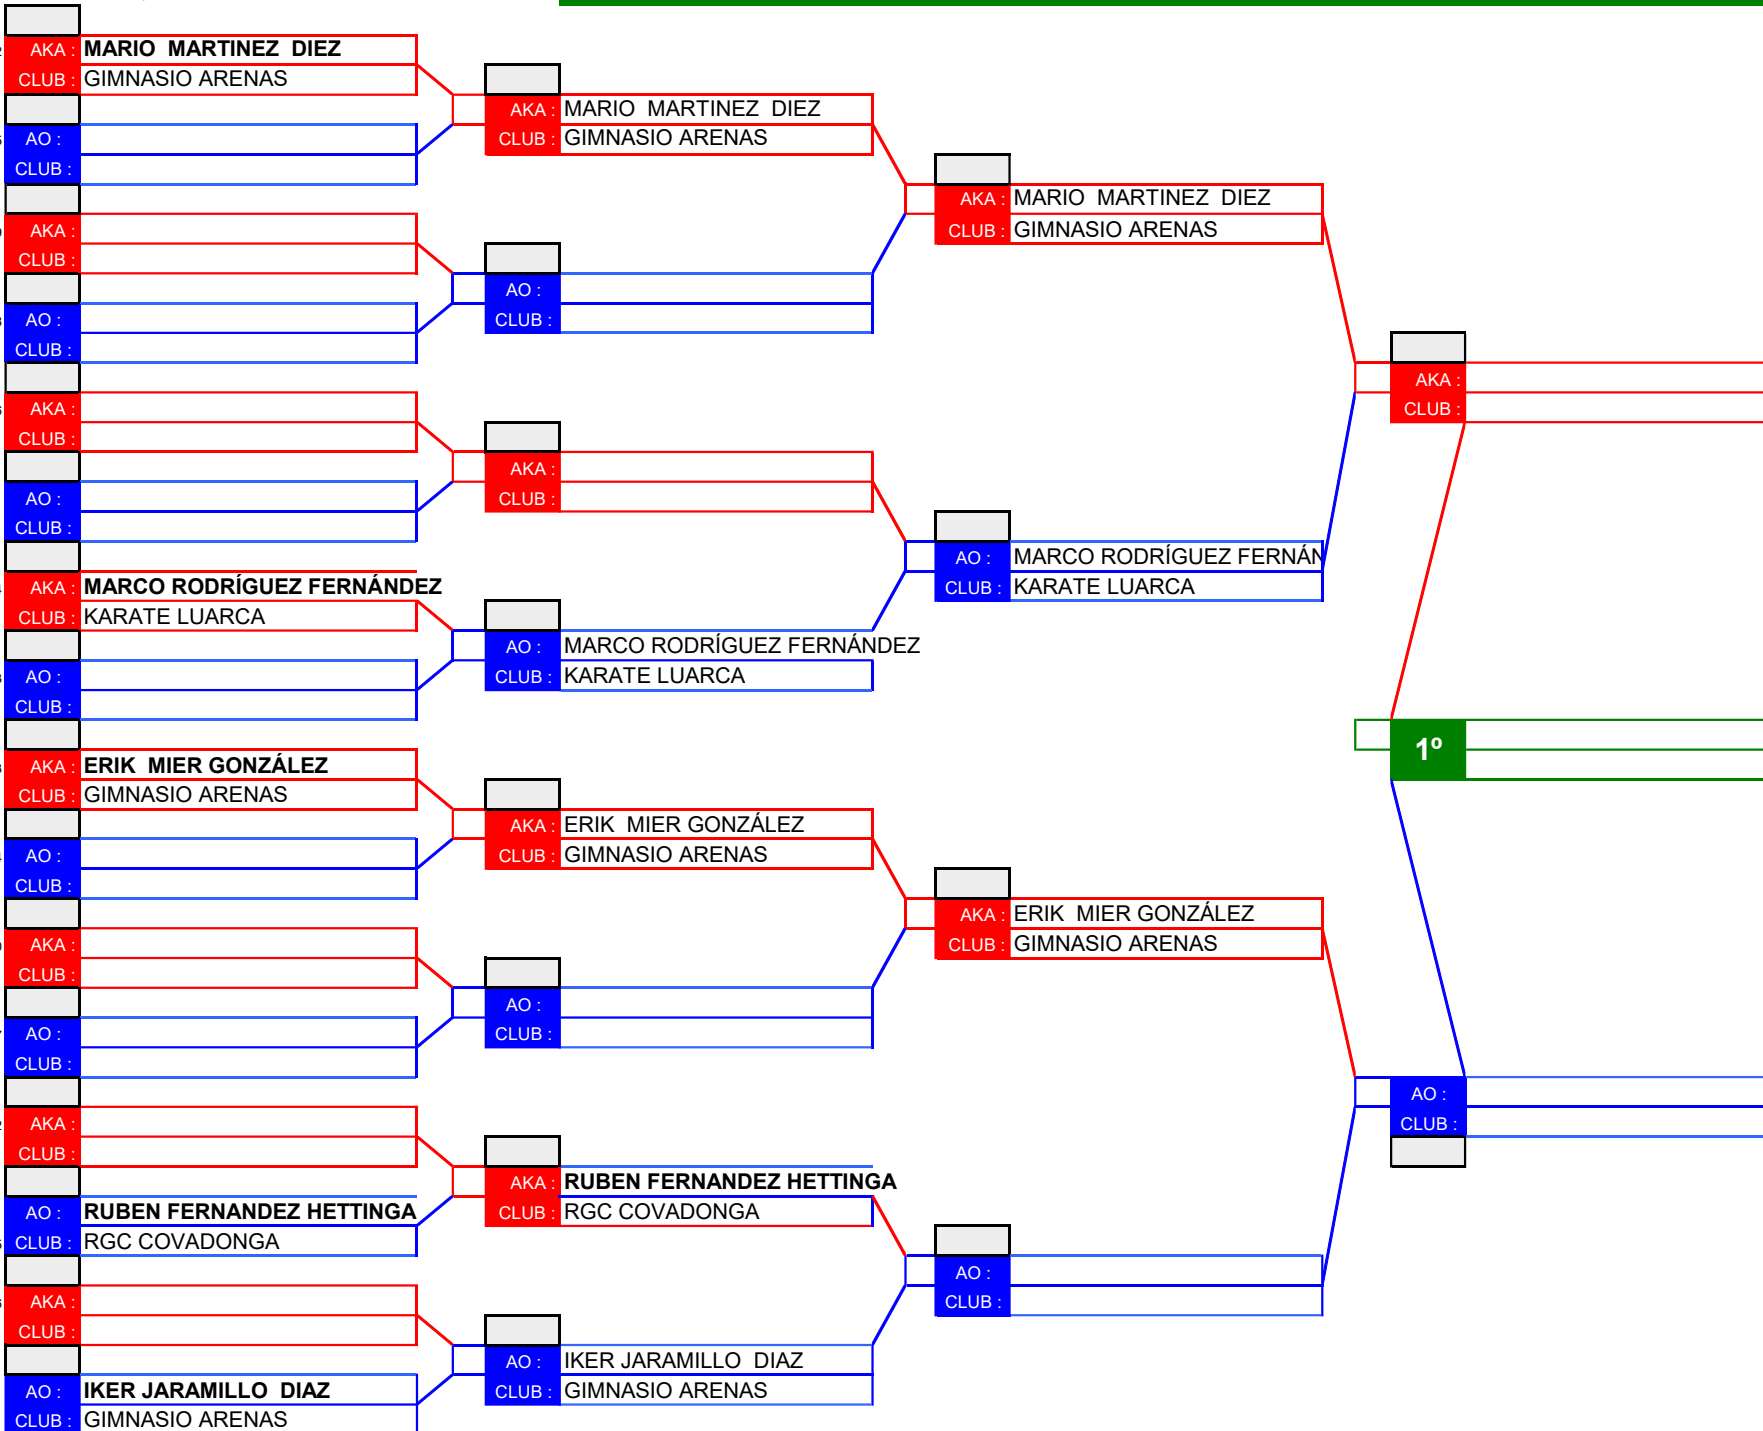 AKA : MARIO MARTINEZ DIEZ
CLUB : GIMNASIO ARENAS
AO :
CLUB :
AKA :
CLUB :
AO :
CLUB :
AKA :
CLUB :
AO :
CLUB :
AKA : MARCO RODRÍGUEZ FERNÁNDEZ
CLUB : KARATE LUARCA
AO :
CLUB :
AKA : ERIK MIER GONZÁLEZ
CLUB : GIMNASIO ARENAS
AO :
CLUB :
AKA :
CLUB :
AO :
CLUB :
AKA :
CLUB :
AO : RUBEN FERNANDEZ HETTINGA
CLUB : RGC COVADONGA
AKA :
CLUB :
AO : IKER JARAMILLO DIAZ
CLUB : GIMNASIO ARENAS
AKA : MARIO MARTINEZ DIEZ
CLUB : GIMNASIO ARENAS
AO :
CLUB :
AKA :
CLUB :
AO : MARCO RODRÍGUEZ FERNÁNDEZ
CLUB : KARATE LUARCA
AKA : ERIK MIER GONZÁLEZ
CLUB : GIMNASIO ARENAS
AO :
CLUB :
AKA : RUBEN FERNANDEZ HETTINGA
CLUB : RGC COVADONGA
AO : IKER JARAMILLO DIAZ
CLUB : GIMNASIO ARENAS
AKA : MARIO MARTINEZ DIEZ
CLUB : GIMNASIO ARENAS
AO : MARCO RODRÍGUEZ FERNÁN
CLUB : KARATE LUARCA
AKA : ERIK MIER GONZÁLEZ
CLUB : GIMNASIO ARENAS
AO :
CLUB :
AKA :
CLUB :
1º
AO :
CLUB :